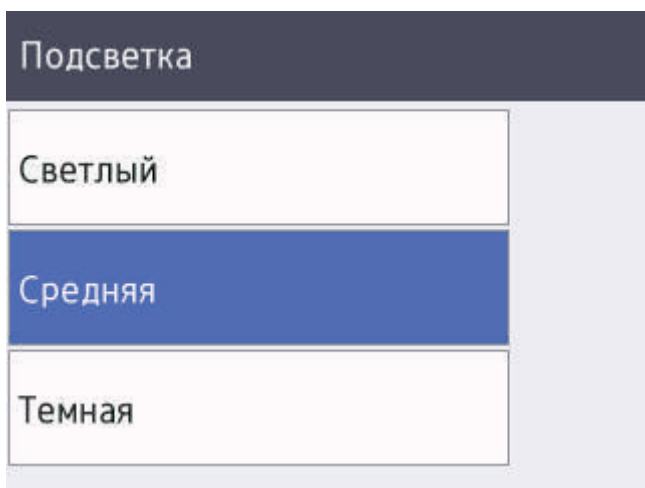 Подсветка
Светлый
Средняя
Темная